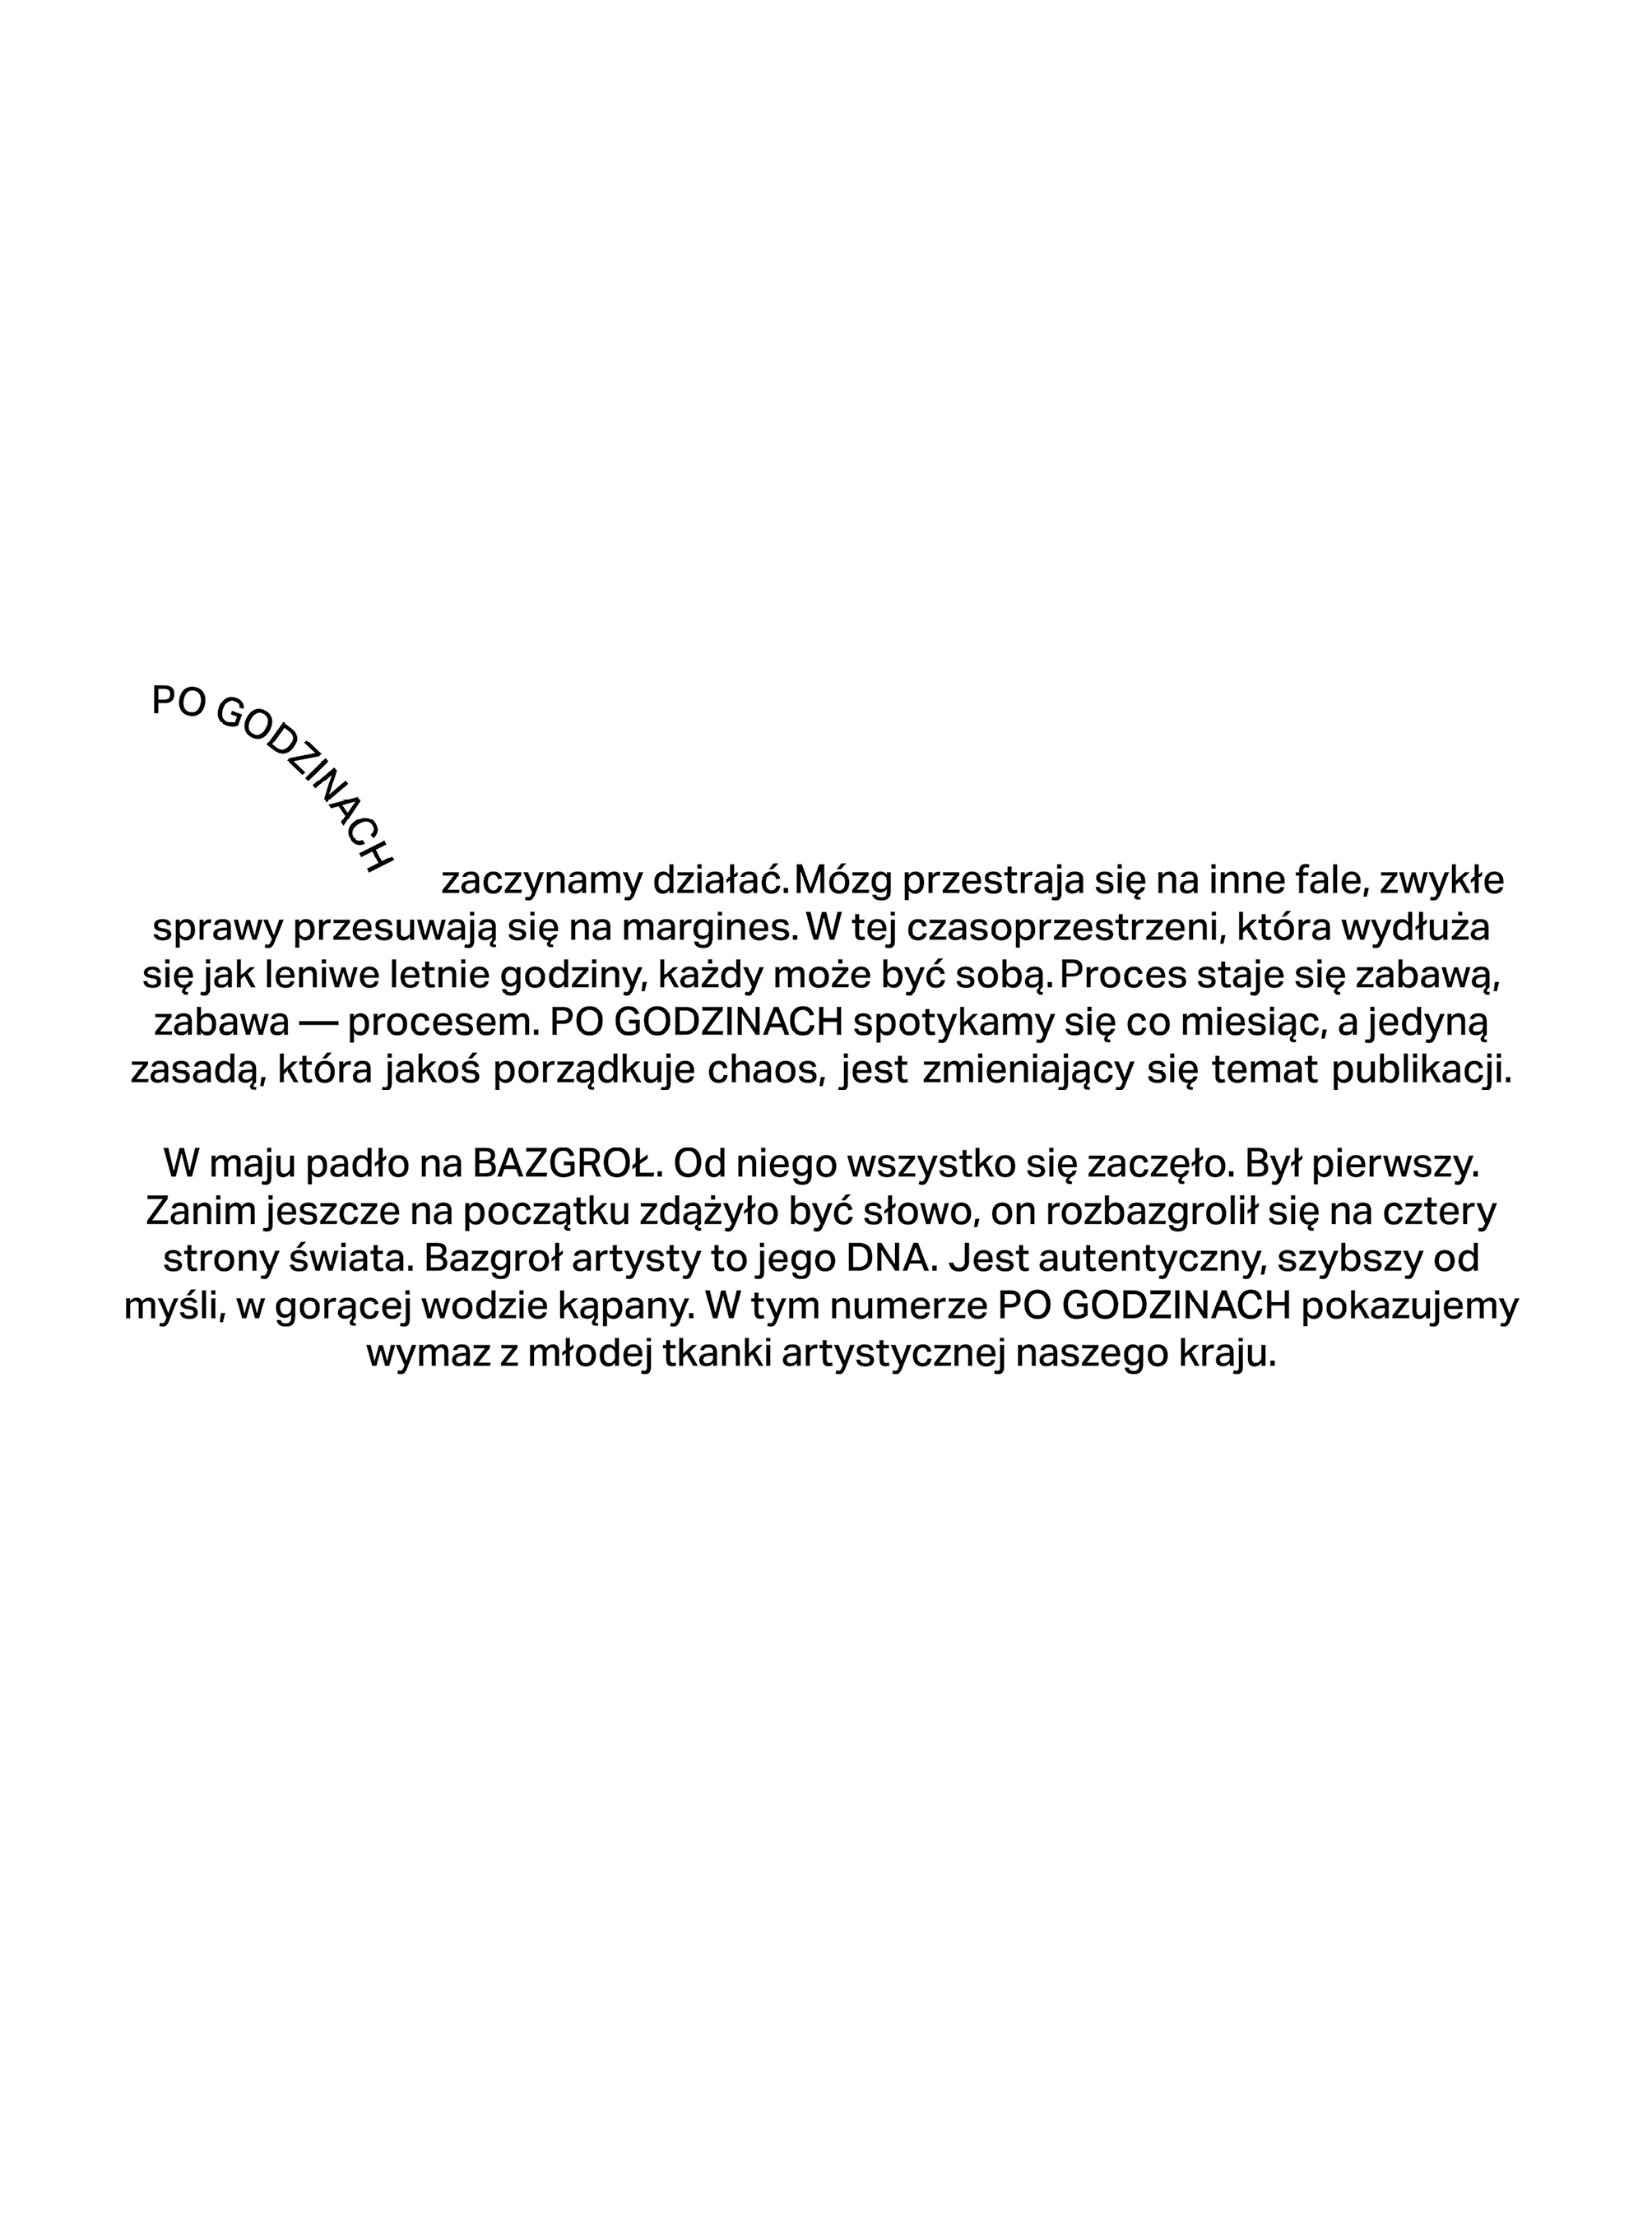 PO GODZINACH
zaczynamy działać. Mózg przestraja się na inne fale, zwykłe
sprawy przesuwają się na margines. W tej czasoprzestrzeni, która wydłuża
się jak leniwe letnie godziny, każdy może być sobą. Proces staje się zabawą,
zabawa — procesem. PO GODZINACH spotykamy się co miesiąc, a jedyną
zasadą, która jakoś porządkuje chaos, jest zmieniający się temat publikacji.
W maju padło na BAZGROŁ. Od niego wszystko się zaczęło. Był pierwszy.
Zanim jeszcze na początku zdążyło być słowo, on rozbazgrolił się na cztery
strony świata. Bazgroł artysty to jego DNA. Jest autentyczny, szybszy od
myśli, w gorącej wodzie kąpany. W tym numerze PO GODZINACH pokazujemy
wymaz z młodej tkanki artystycznej naszego kraju.